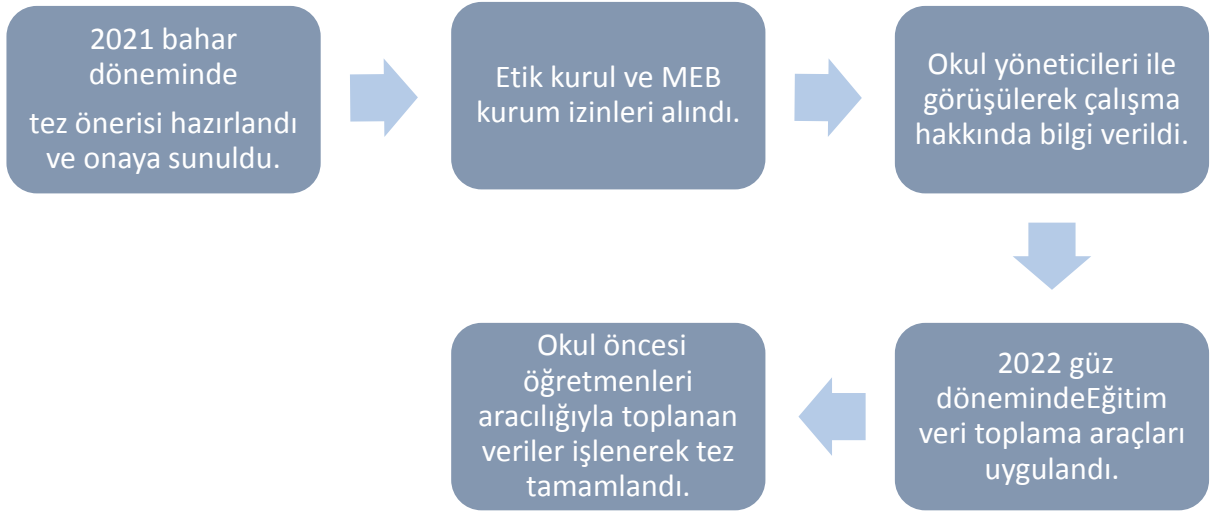 2021 bahar
döneminde
tez önerisi hazırlandı
ve onaya sunuldu.
Etik kurul ve MEB
kurum izinleri alındı.
Okul yöneticileri ile
görüşülerek çalışma
hakkında bilgi verildi.
2022 güz
dönemindeEğitim
veri toplama araçları
uygulandı.
Okul öncesi
öğretmenleri
aracılığıyla toplanan
veriler işlenerek tez
tamamlandı.